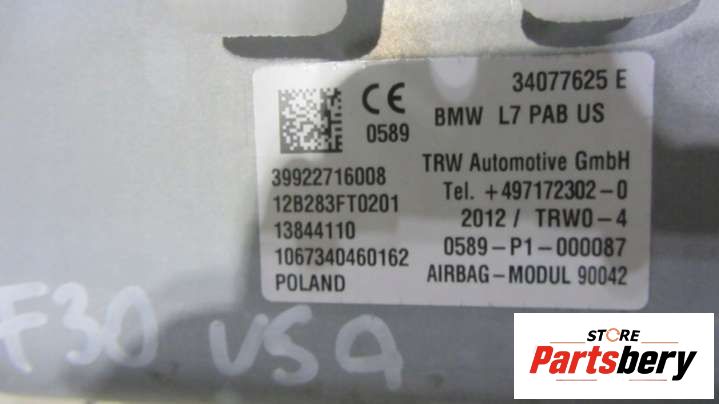 34077625 E
CE
0589
BMW L7 PAB US
39922716008
12B283FT0201
13844110
1067340460162
POLAND
TRW Automotive GmbH
Tel. +497172302-0
2012 / TRW0-4
0589-P1-000087
AIRBAG-MODUL 90042
F30 USA
STORE
Partsbery